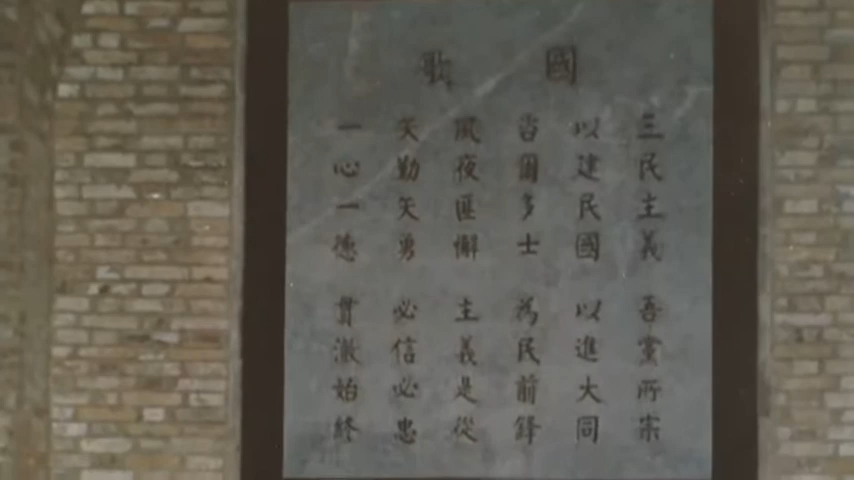 國歌
三民主義 吾黨所宗
以建民國 以進大同
咨爾多士 為民前鋒
夙夜匪懈 主義是從
矢勤矢勇 必信必忠
一心一德 貫澈始終